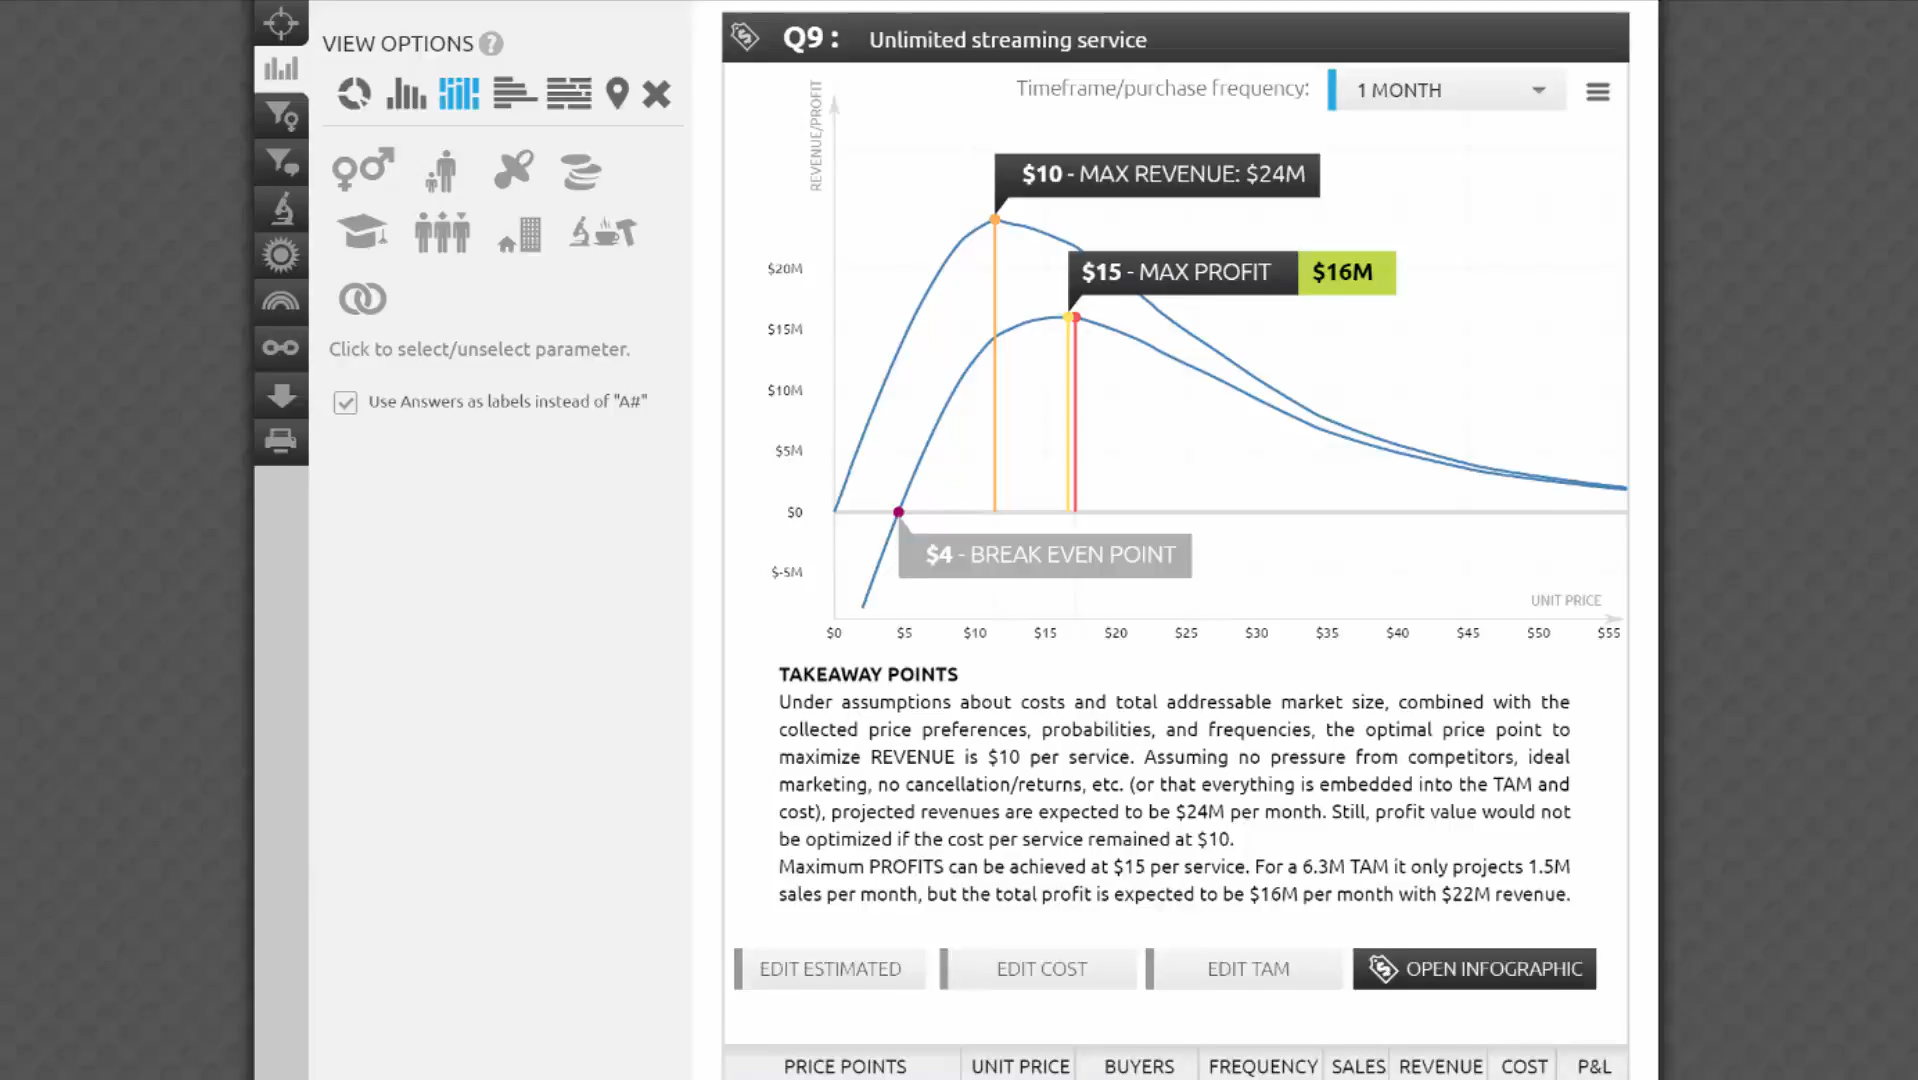 VIEW OPTIONS ?
Click to select/unselect parameter.
Use Answers as labels instead of "A#"
Q9 : Unlimited streaming service
Timeframe/purchase frequency: 1 MONTH
REVENUE/PROFIT
$10 - MAX REVENUE: $24M
$15 - MAX PROFIT $16M
$20M
$15M
$10M
$5M
$0
$-5M
$4 - BREAK EVEN POINT
UNIT PRICE
$0 $5 $10 $15 $20 $25 $30 $35 $40 $45 $50 $55
TAKEAWAY POINTS
Under assumptions about costs and total addressable market size, combined with the
collected price preferences, probabilities, and frequencies, the optimal price point to
maximize REVENUE is $10 per service. Assuming no pressure from competitors, ideal
marketing, no cancellation/returns, etc. (or that everything is embedded into the TAM and
cost), projected revenues are expected to be $24M per month. Still, profit value would not
be optimized if the cost per service remained at $10.
Maximum PROFITS can be achieved at $15 per service. For a 6.3M TAM it only projects 1.5M
sales per month, but the total profit is expected to be $16M per month with $22M revenue.
EDIT ESTIMATED EDIT COST EDIT TAM OPEN INFOGRAPHIC
PRICE POINTS UNIT PRICE BUYERS FREQUENCY SALES REVENUE COST P&L